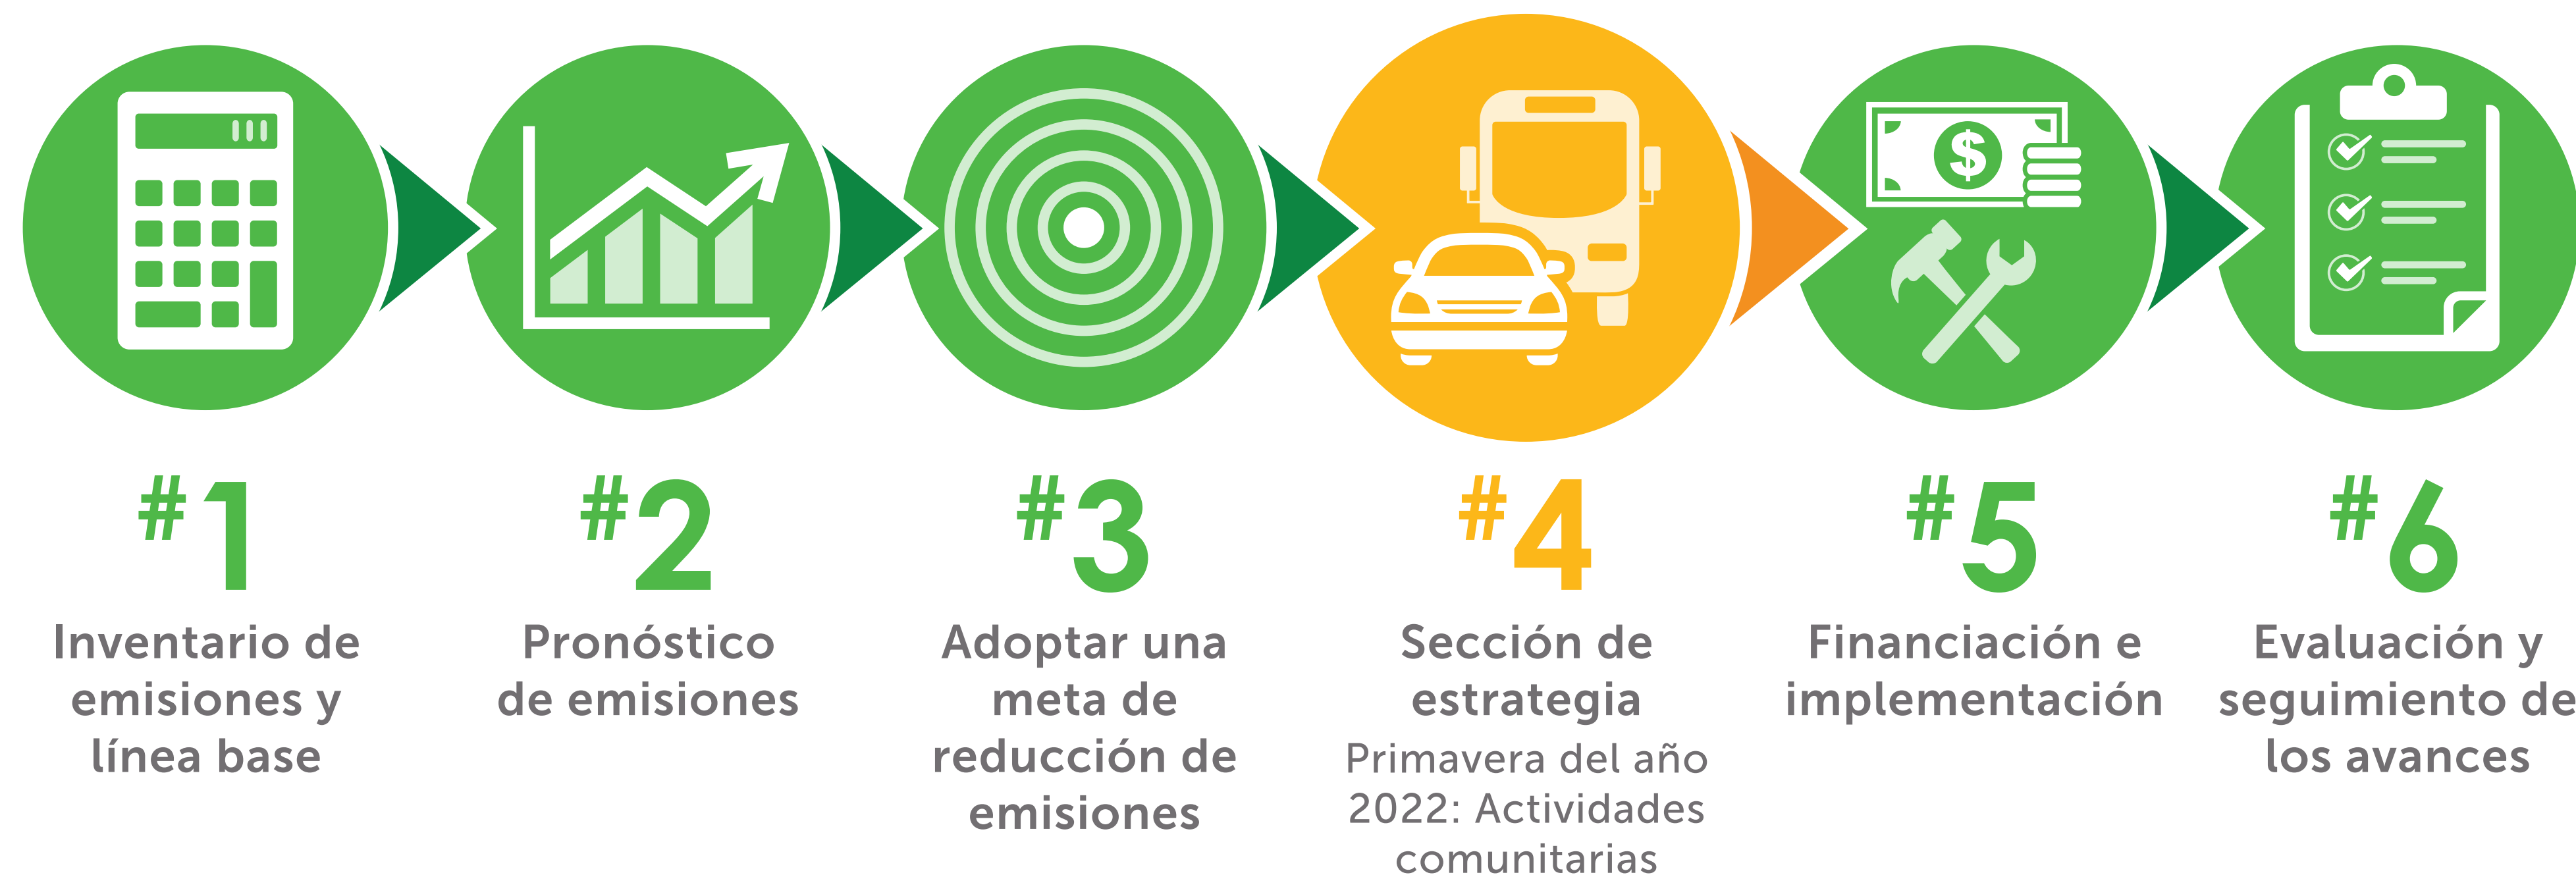 #1
Inventario de
emisiones y
línea base
#2
Pronóstico
de emisiones
#3
Adoptar una
meta de
reducción de
emisiones
#4
Sección de
estrategia
Primavera del año
2022: Actividades
comunitarias
$
#5
Financiación e
implementación
#6
Evaluación y
seguimiento de
los avances